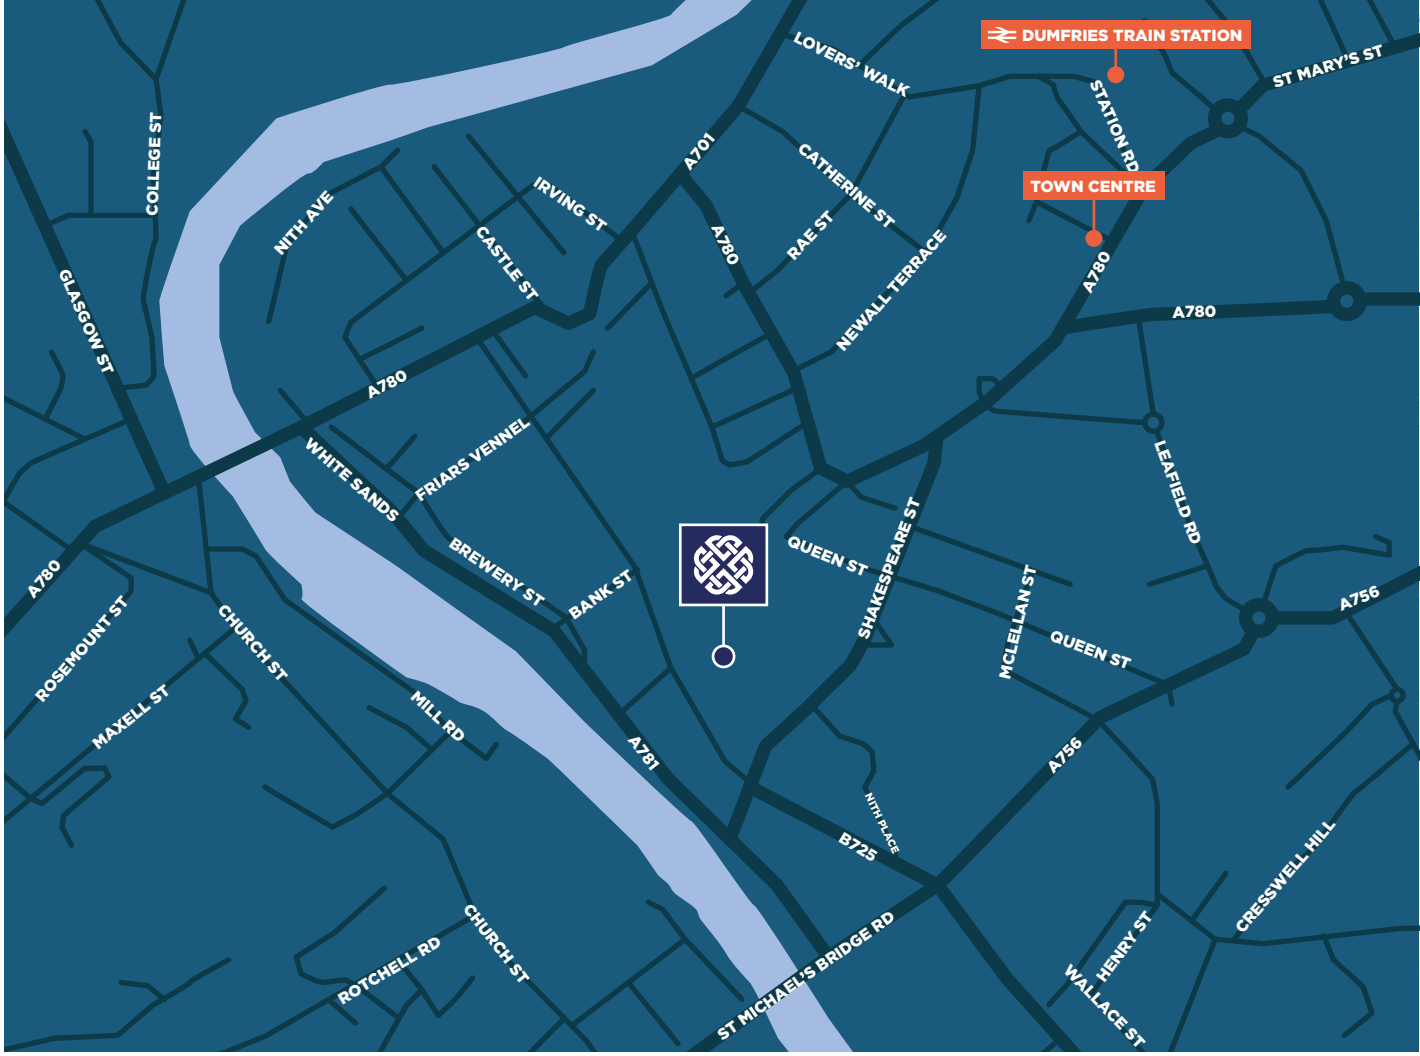 DUMFRIES TRAIN STATION
LOVERS' WALK
ST MARY'S ST
STATION RD
COLLEGE ST
A701
CATHERINE ST
TOWN CENTRE
IRVING ST
NITH AVE
RAE ST
A780
CASTLE ST
NEWALL TERRACE
A780
GLASGOW ST
A780
A780
FRIARS VENNEL
WHITE SANDS
LEAFIELD RD
QUEEN ST
SHAKESPEARE ST
A780
BREWERY ST
BANK ST
MCLELLAN ST
A756
ROSEMOUNT ST
CHURCH ST
QUEEN ST
MAXELL ST
MILL RD
A781
A756
NITH PLACE
B725
CRESSWELL HILL
CHURCH ST
ROTCHELL RD
ST MICHAEL'S BRIDGE RD
HENRY ST
WALLACE ST